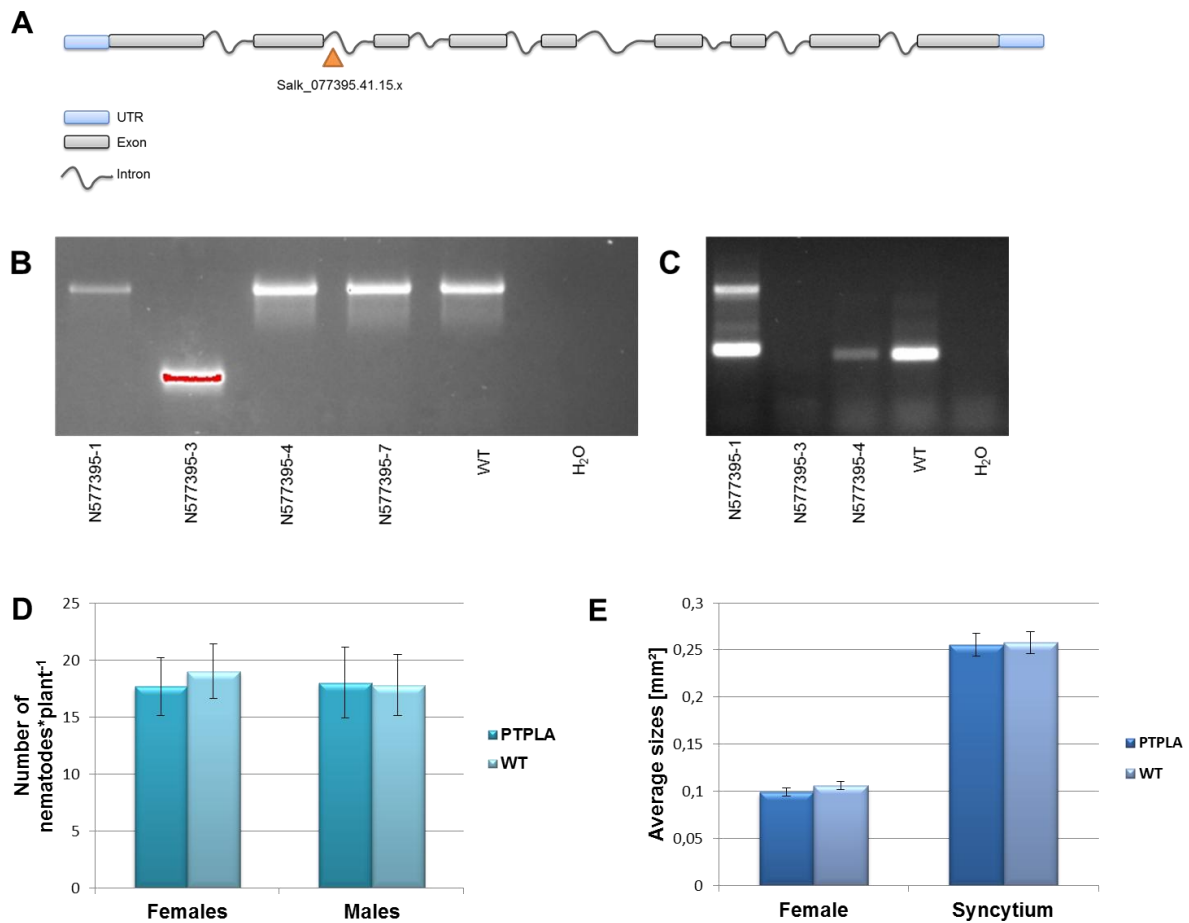 A
Salk_077395.41.15.x
UTR
Exon
Intron
B
N577395-1
N577395-3
N577395-4
N577395-7
WT
H₂O
C
N577395-1
N577395-3
N577395-4
WT
H₂O
D
Number of
nematodes*plant⁻¹
25
20
15
10
5
0
Females
Males
PTPLA
WT
E
Average sizes [mm²]
0,3
0,25
0,2
0,15
0,1
0,05
0
Female
Syncytium
PTPLA
WT